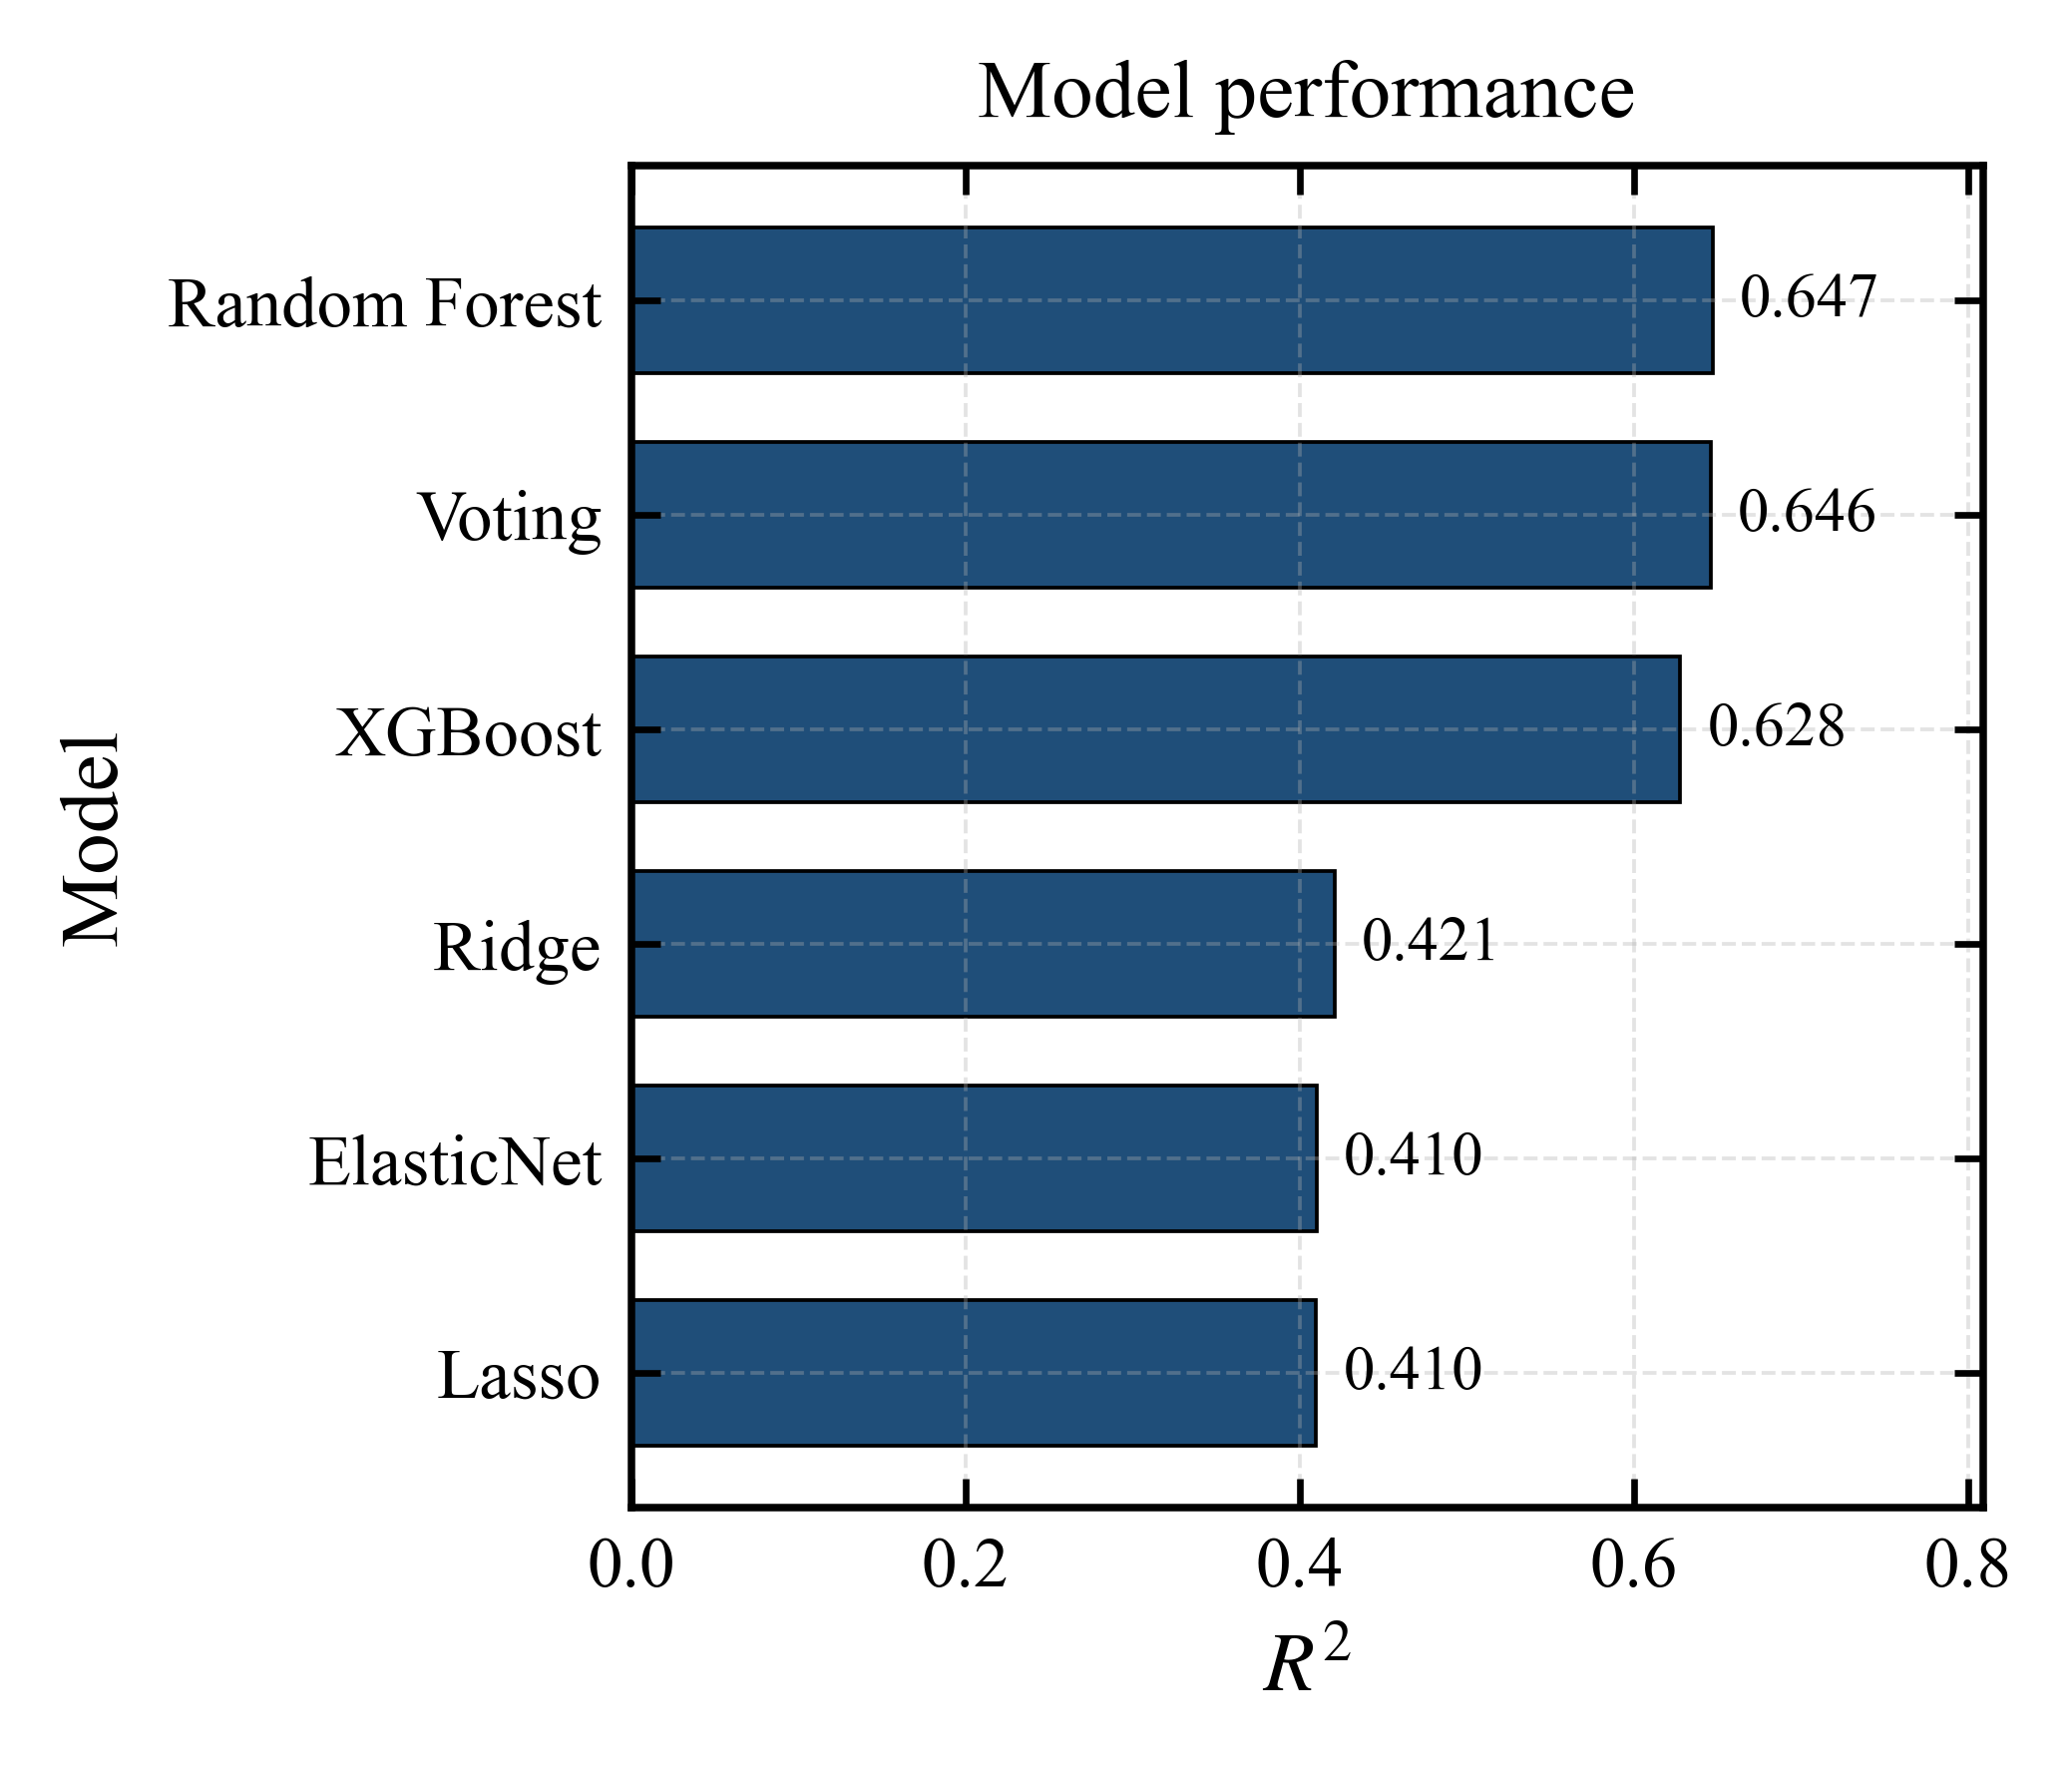 Model performance
Random Forest 0.647
Voting 0.646
XGBoost 0.628
Ridge 0.421
ElasticNet 0.410
Lasso 0.410
Model
0.0 0.2 0.4 0.6 0.8
R²